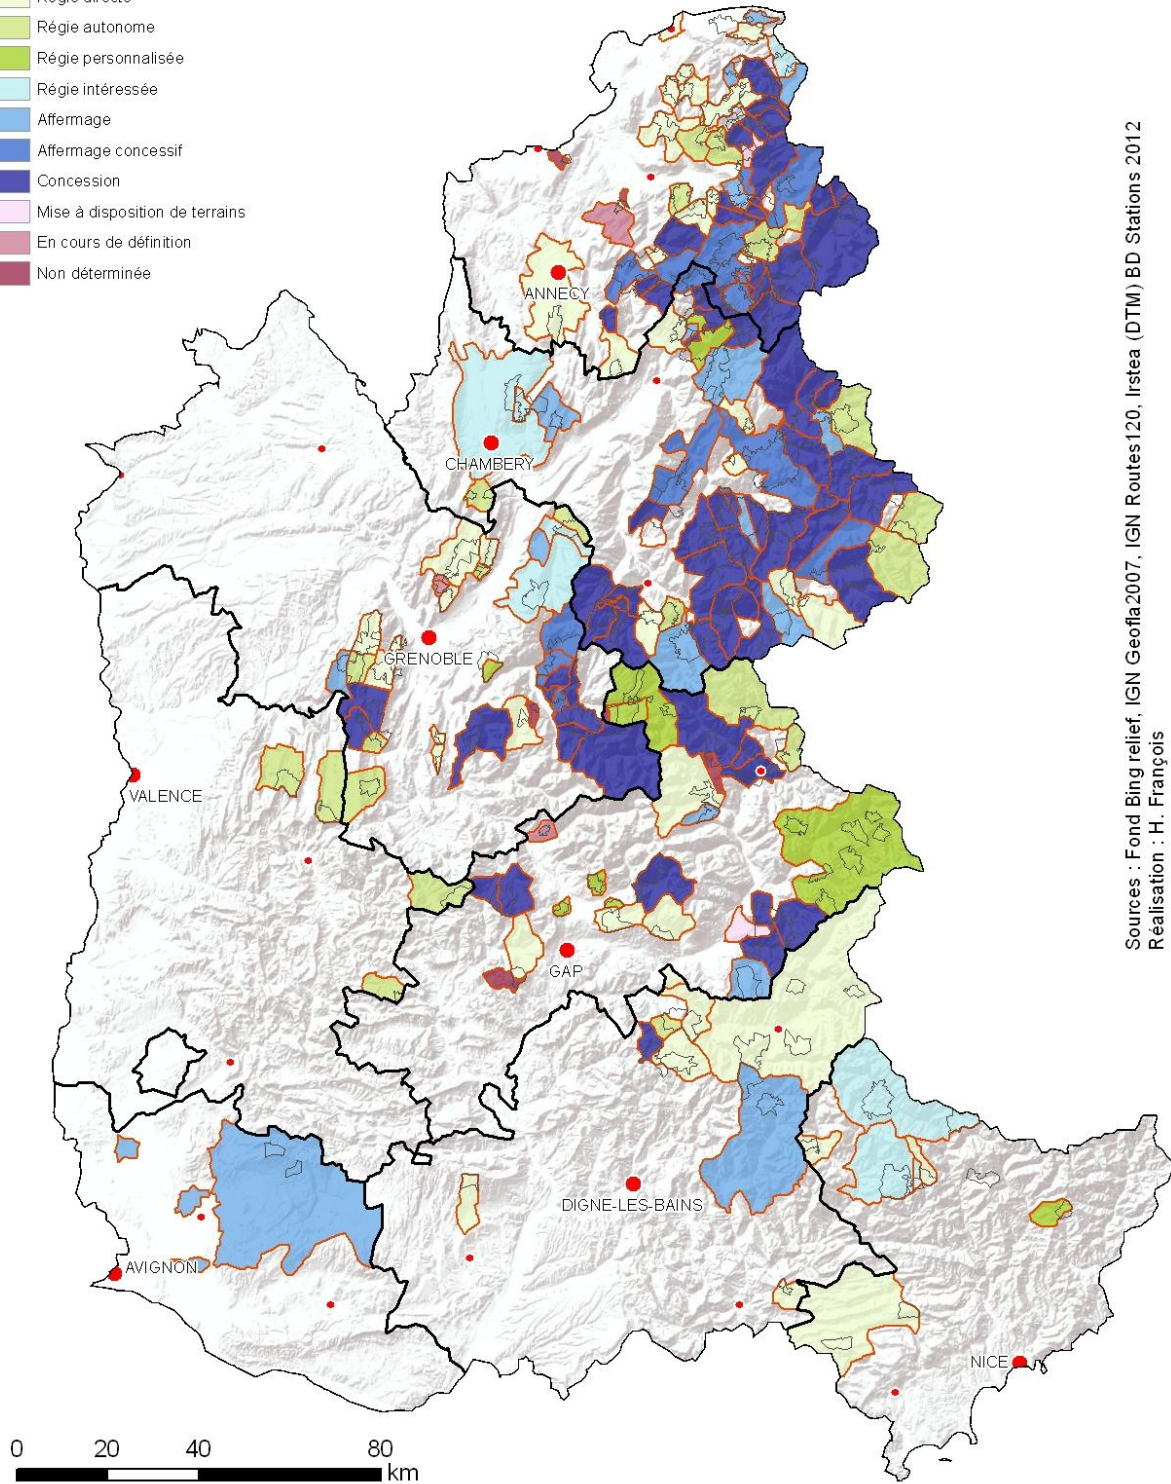 Régie directe
Régie autonome
Régie personnalisée
Régie intéressée
Affermage
Affermage concessif
Concession
Mise à disposition de terrains
En cours de définition
Non déterminée
ANNECY
CHAMBERY
GRENOBLE
VALENCE
GAP
DIGNE-LES-BAINS
AVIGNON
NICE
0 20 40 80
km
Sources : Fond Bing relief, IGN Geofla2007, IGN Routes120, Irstea (DTM) BD Stations 2012
Réalisation : H. François